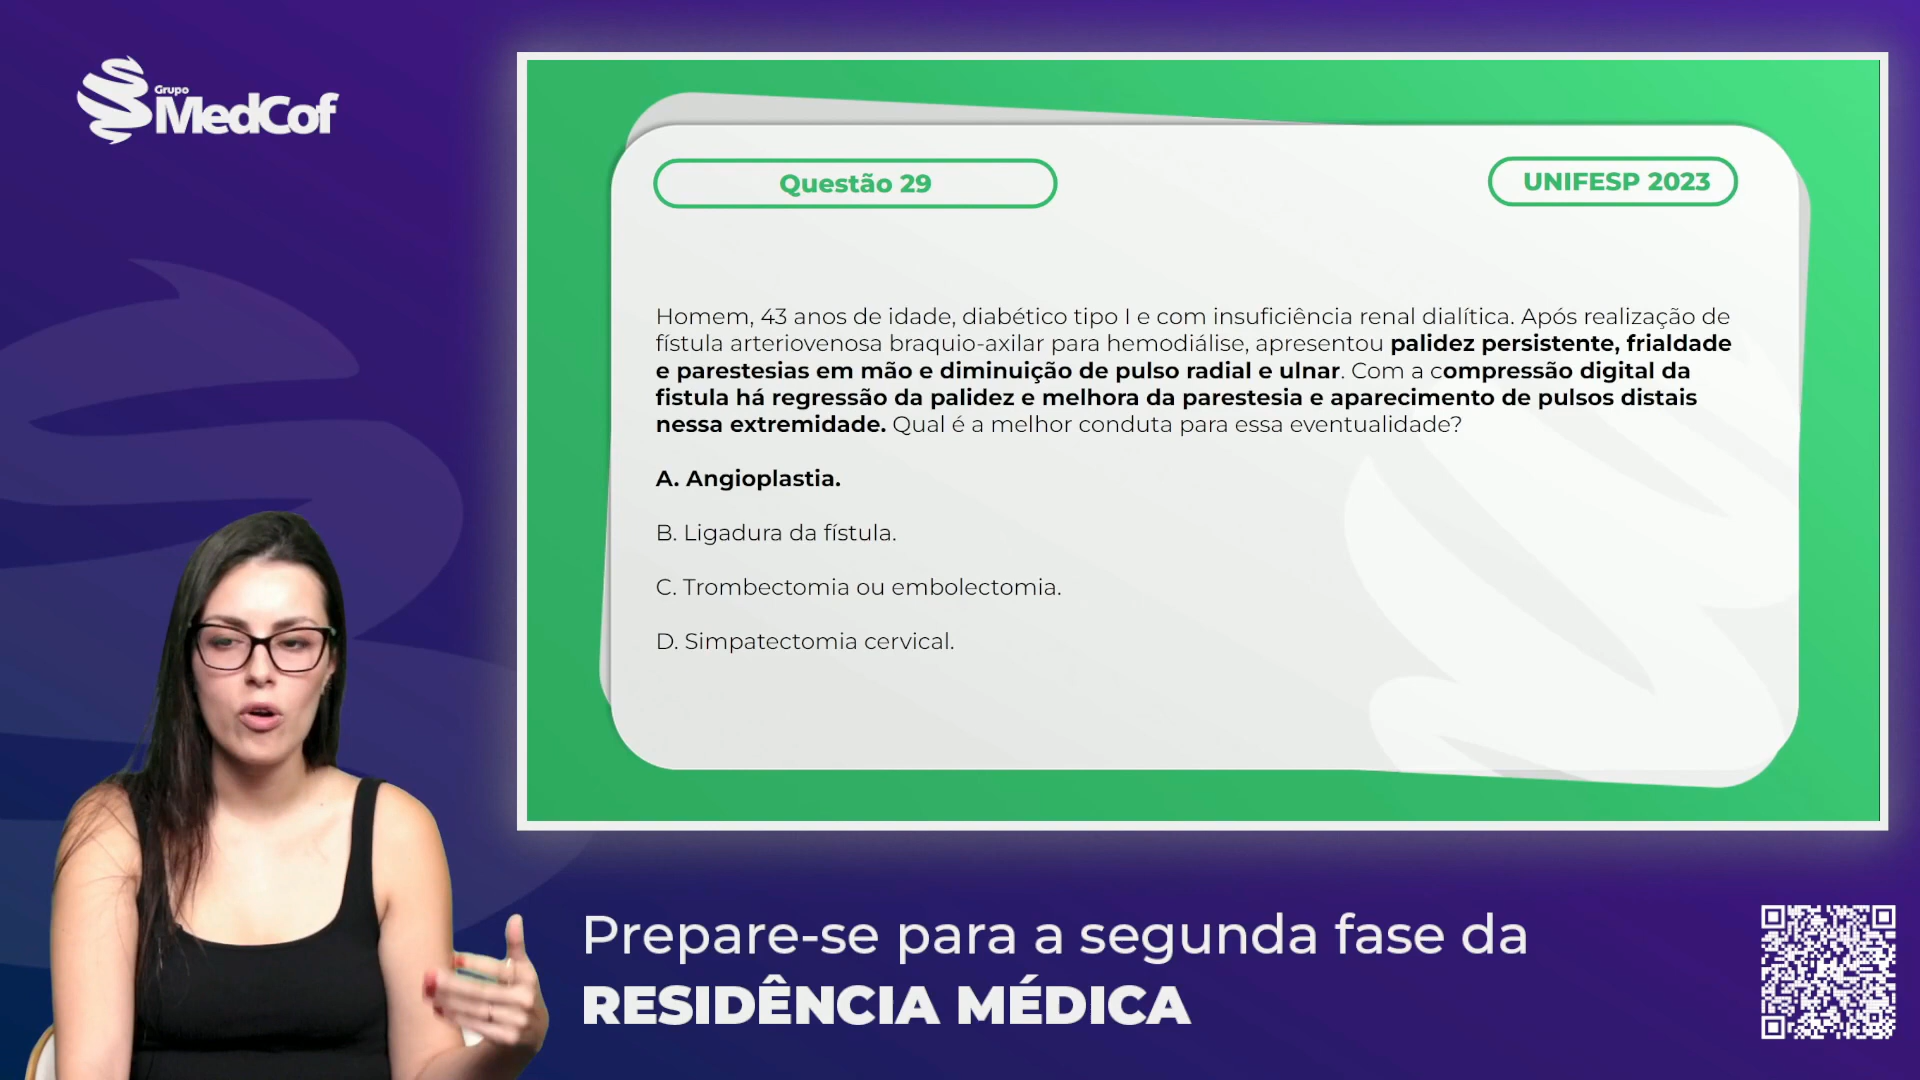 Grupo
MedCof
Questão 29
UNIFESP 2023
Homem, 43 anos de idade, diabético tipo I e com insuficiência renal dialítica. Após realização de
fístula arteriovenosa braquio-axilar para hemodiálise, apresentou palidez persistente, frialdade
e parestesias em mão e diminuição de pulso radial e ulnar. Com a compressão digital da
fistula há regressão da palidez e melhora da parestesia e aparecimento de pulsos distais
nessa extremidade. Qual é a melhor conduta para essa eventualidade?
A. Angioplastia.
B. Ligadura da fístula.
C. Trombectomia ou embolectomia.
D. Simpatectomia cervical.
Prepare-se para a segunda fase da
RESIDÊNCIA MÉDICA